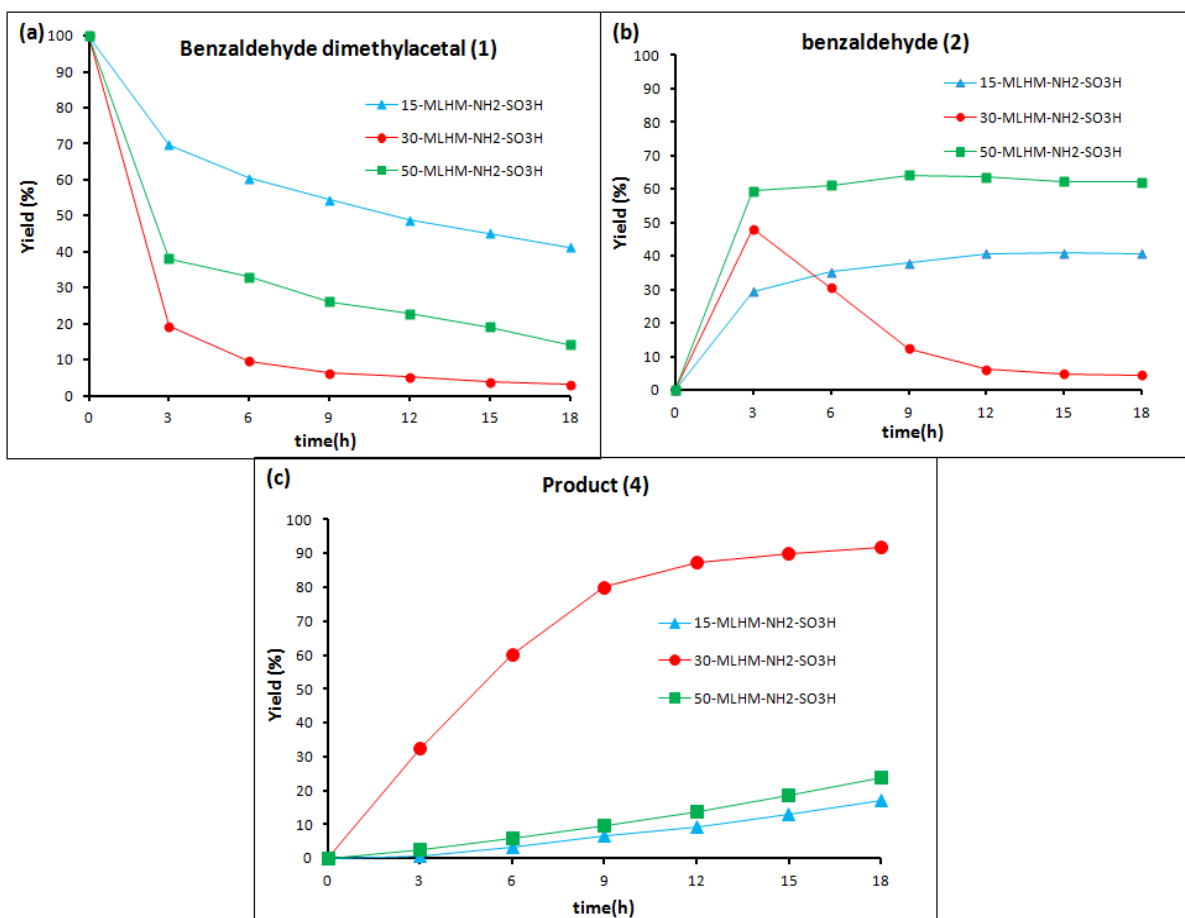 (a)
Benzaldehyde dimethylacetal (1)
15-MLHM-NH2-SO3H
30-MLHM-NH2-SO3H
50-MLHM-NH2-SO3H
Yield (%)
100
90
80
70
60
50
40
30
20
10
0
0 3 6 9 12 15 18
time(h)
(b)
benzaldehyde (2)
15-MLHM-NH2-SO3H
30-MLHM-NH2-SO3H
50-MLHM-NH2-SO3H
Yield (%)
100
90
80
70
60
50
40
30
20
10
0
0 3 6 9 12 15 18
time(h)
(c)
Product (4)
15-MLHM-NH2-SO3H
30-MLHM-NH2-SO3H
50-MLHM-NH2-SO3H
Yield (%)
100
90
80
70
60
50
40
30
20
10
0
0 3 6 9 12 15 18
time(h)